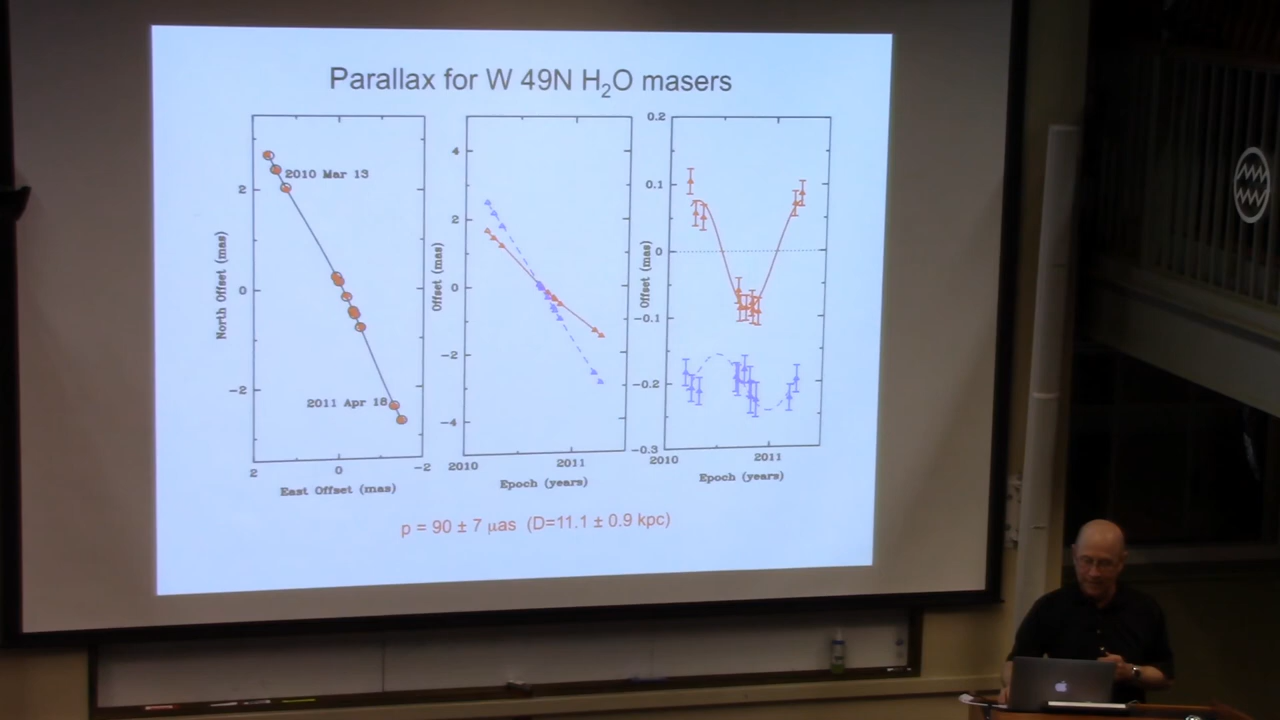 Parallax for W 49N H₂O masers
2010 Mar 13
2011 Apr 18
North Offset (mas)
2
0
−2
2
0
−2
East Offset (mas)
Offset (mas)
4
2
0
−2
−4
2010
2011
Epoch (years)
Offset (mas)
0.2
0.1
0
−0.1
−0.2
−0.3
2010
2011
Epoch (years)
p = 90 ± 7 μas (D=11.1 ± 0.9 kpc)